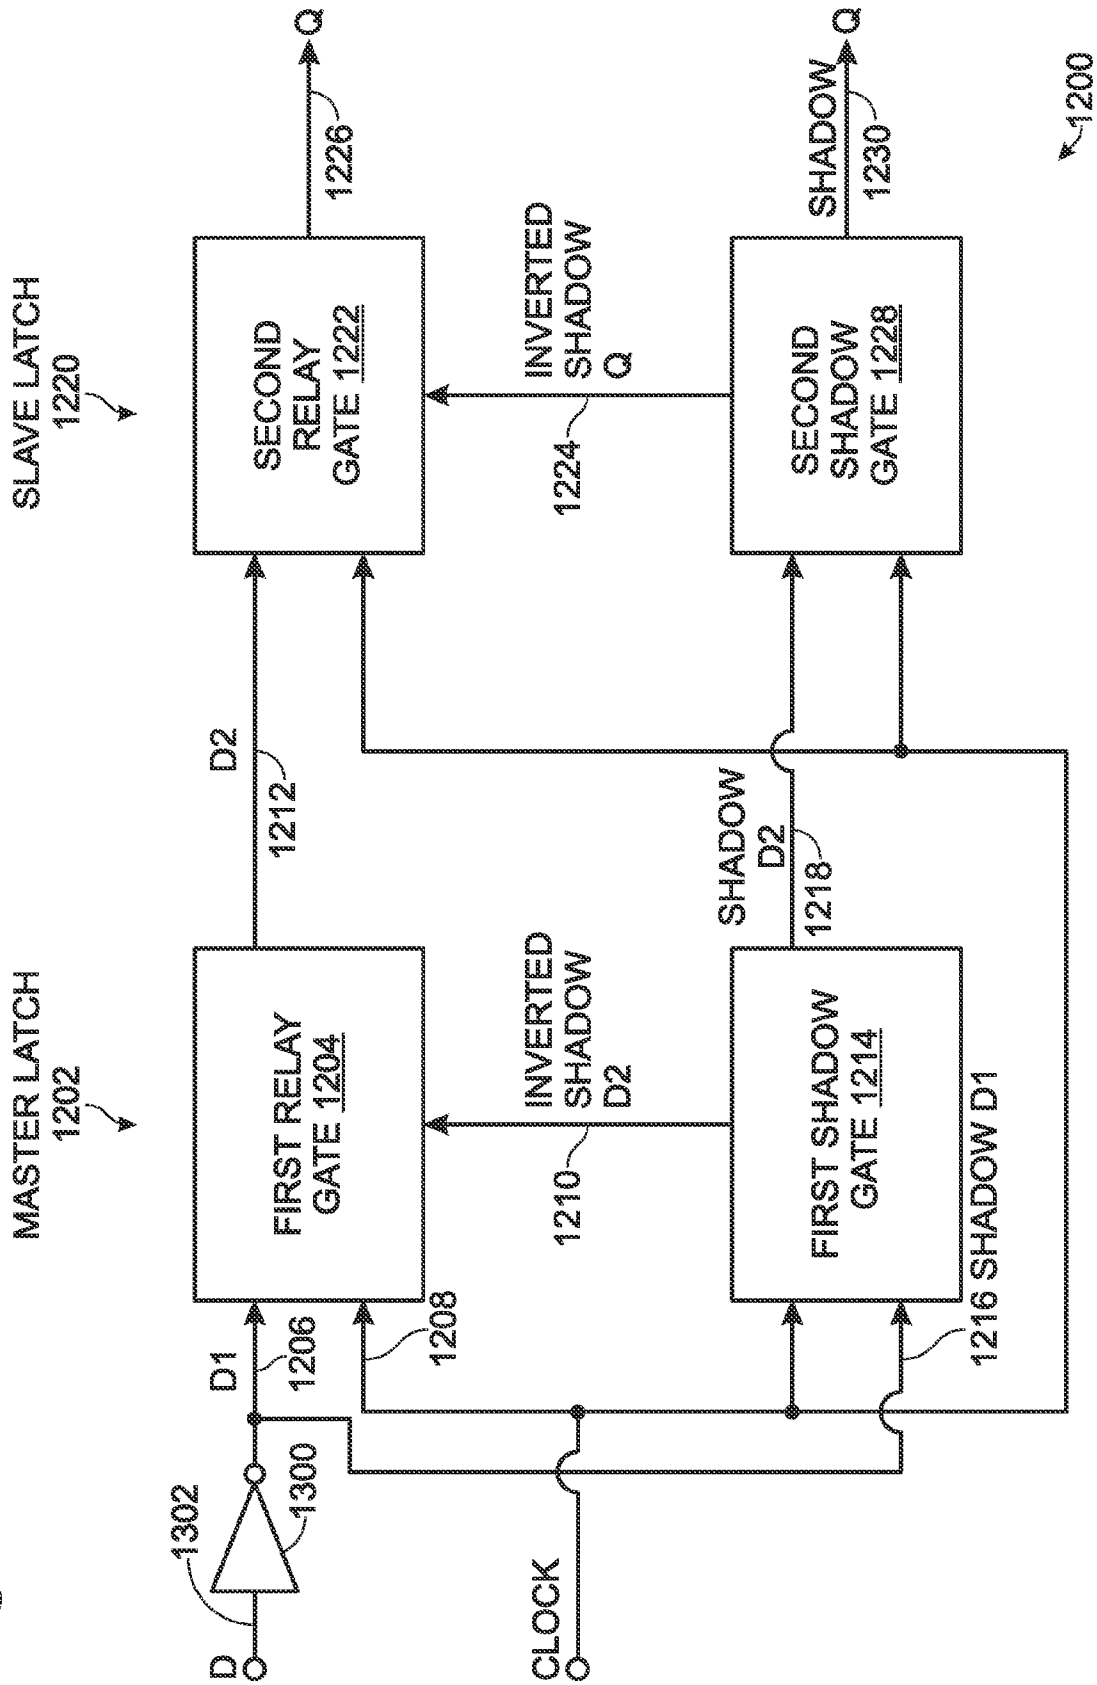 MASTER LATCH
1202
SLAVE LATCH
1220
D
1302
1300
D1
1206
1208
CLOCK
FIRST RELAY
GATE 1204
D2
1212
SECOND
RELAY
GATE 1222
Q
1226
INVERTED
SHADOW
D2
1210
INVERTED
SHADOW
Q
1224
FIRST SHADOW
GATE 1214
1216 SHADOW D1
SHADOW
D2
1218
SECOND
SHADOW
GATE 1228
SHADOW
Q
1230
1200